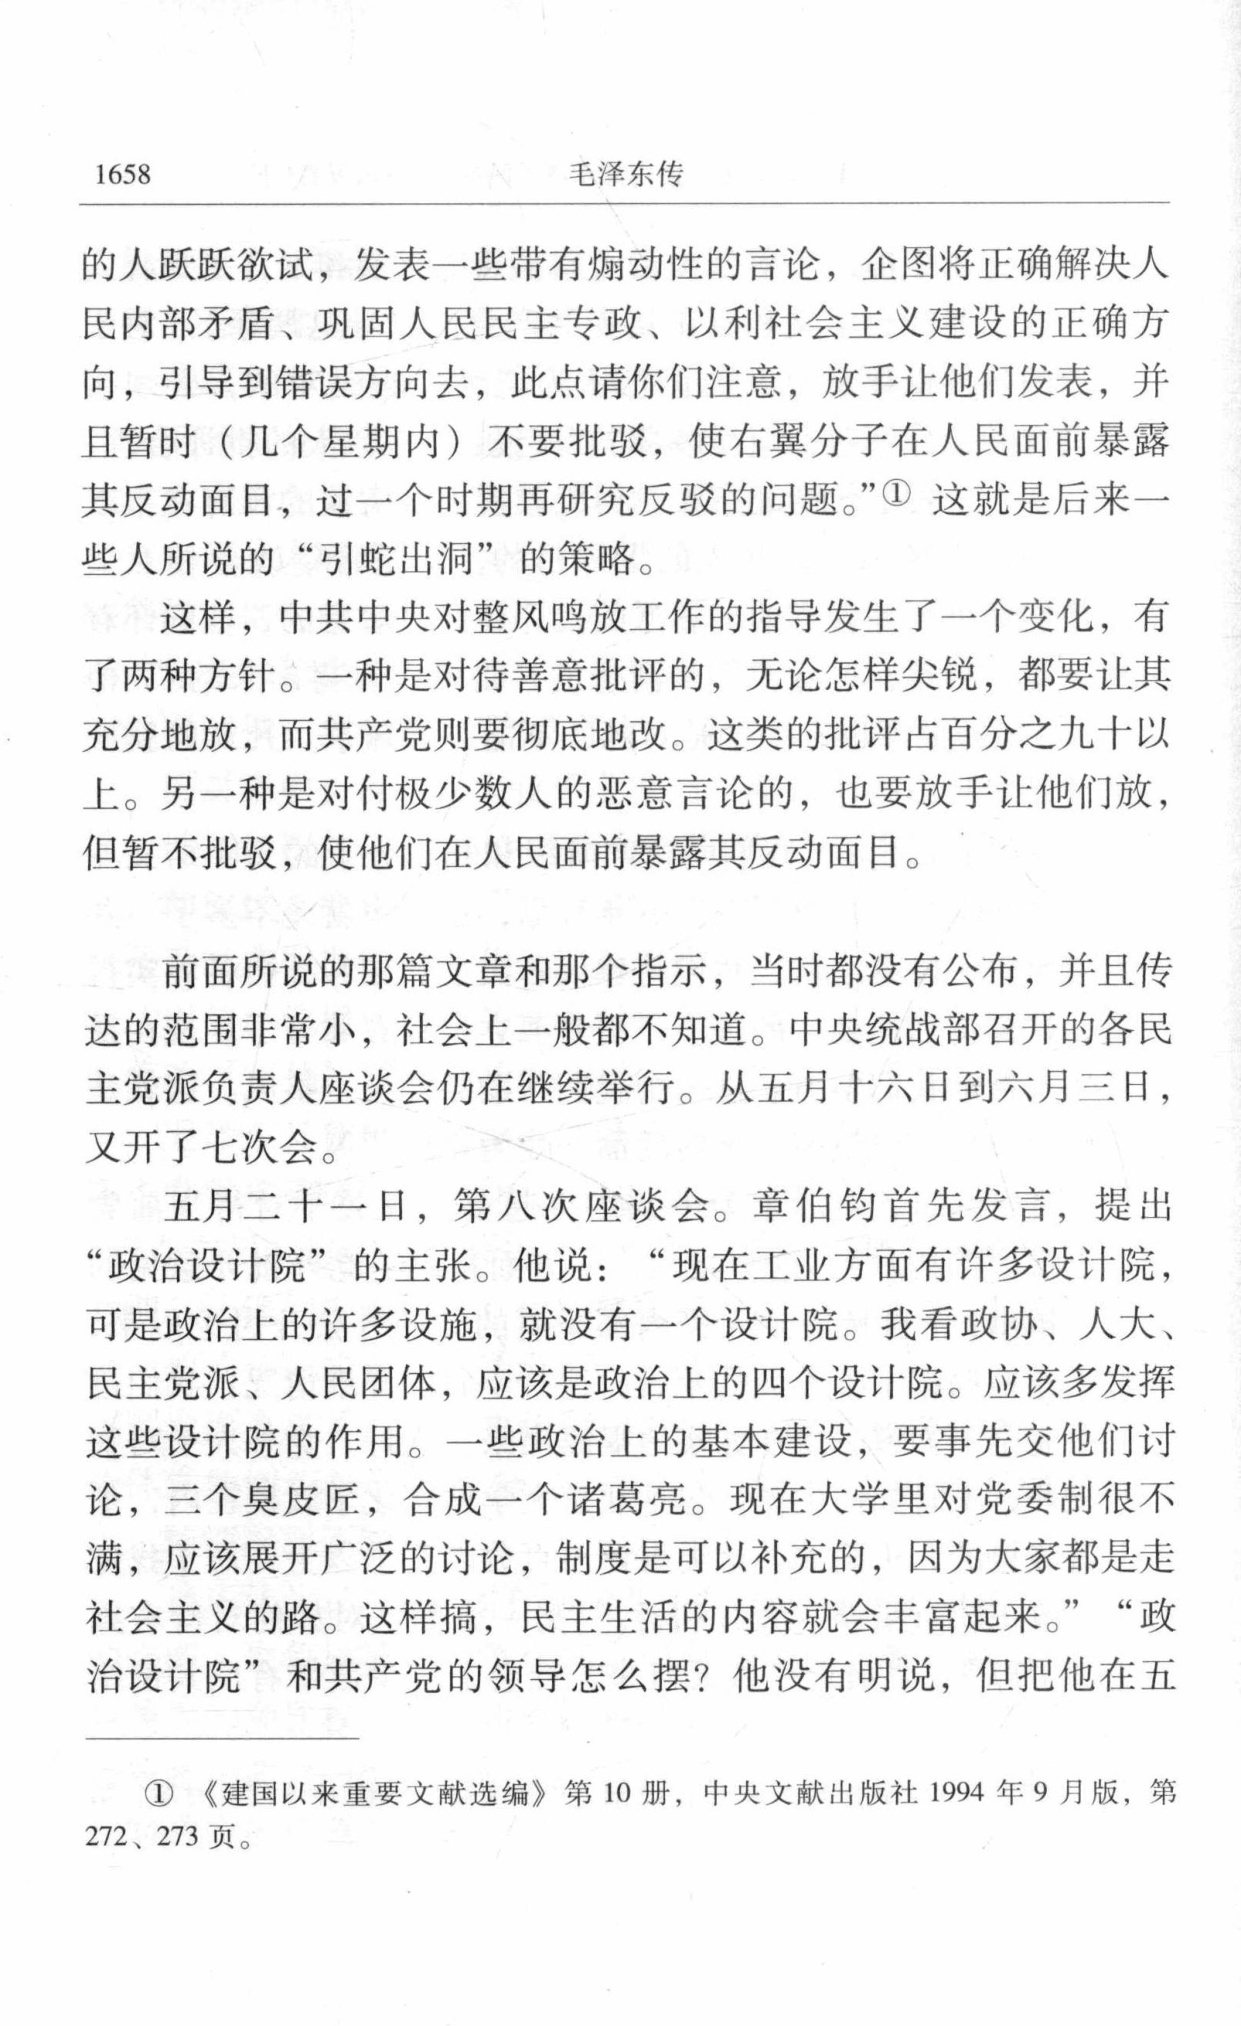 1658 毛泽东传
的人跃跃欲试，发表一些带有煽动性的言论，企图将正确解决人
民内部矛盾、巩固人民民主专政、以利社会主义建设的正确方
向，引导到错误方向去，此点请你们注意，放手让他们发表，并
且暂时（几个星期内）不要批驳，使右翼分子在人民面前暴露
其反动面目，过一个时期再研究反驳的问题。”① 这就是后来一
些人所说的“引蛇出洞”的策略。
这样，中共中央对整风鸣放工作的指导发生了一个变化，有
了两种方针。一种是对待善意批评的，无论怎样尖锐，都要让其
充分地放，而共产党则要彻底地改。这类的批评占百分之九十以
上。另一种是对付极少数人的恶意言论的，也要放手让他们放，
但暂不批驳，使他们在人民面前暴露其反动面目。
前面所说的那篇文章和那个指示，当时都没有公布，并且传
达的范围非常小，社会上一般都不知道。中央统战部召开的各民
主党派负责人座谈会仍在继续举行。从五月十六日到六月三日，
又开了七次会。
五月二十一日，第八次座谈会。章伯钧首先发言，提出
“政治设计院”的主张。他说：“现在工业方面有许多设计院，
可是政治上的许多设施，就没有一个设计院。我看政协、人大、
民主党派、人民团体，应该是政治上的四个设计院。应该多发挥
这些设计院的作用。一些政治上的基本建设，要事先交他们讨
论，三个臭皮匠，合成一个诸葛亮。现在大学里对党委制很不
满，应该展开广泛的讨论，制度是可以补充的，因为大家都是走
社会主义的路。这样搞，民主生活的内容就会丰富起来。”“政
治设计院”和共产党的领导怎么摆？他没有明说，但把他在五
① 《建国以来重要文献选编》第 10 册，中央文献出版社 1994 年 9 月版，第
272、273 页。